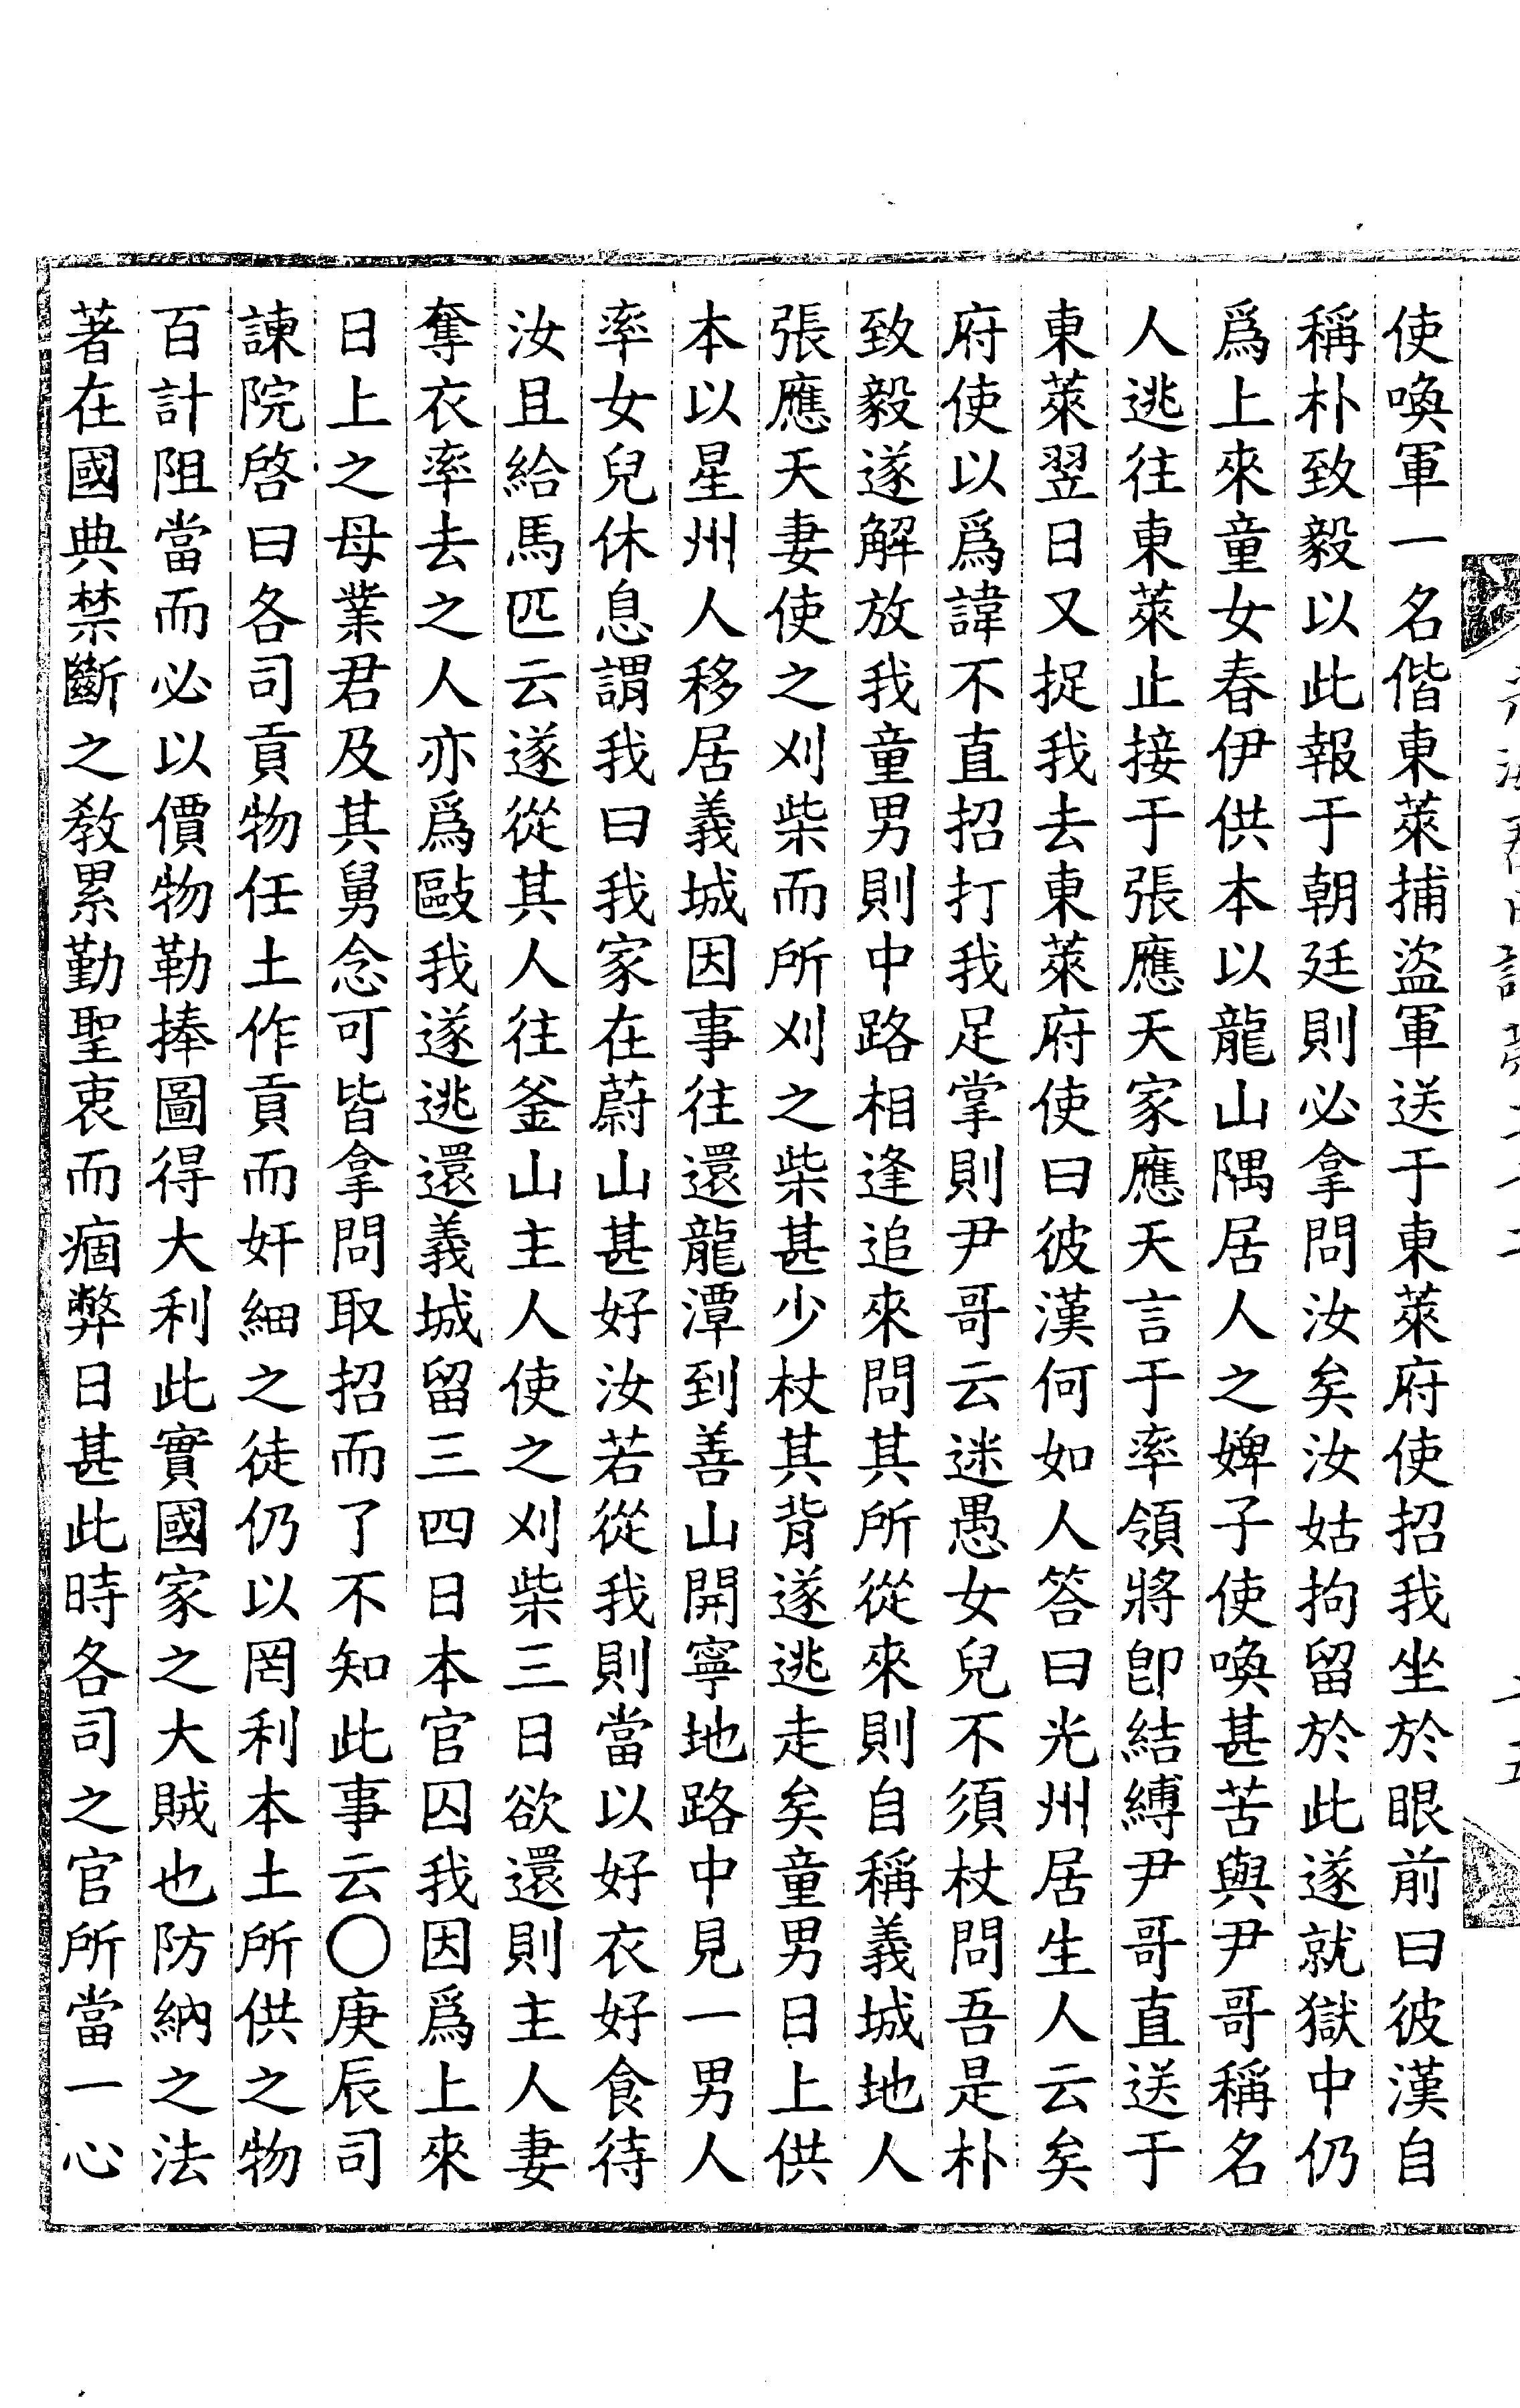 使喚軍一名偕東萊捕盜軍送于東萊府使招我坐於眼前曰彼漢自
稱朴致毅以此報于朝廷則必拿問汝矣汝姑拘留於此遂就獄中仍
爲上來童女春伊供本以龍山隅居人之婢子使喚甚苦與尹哥稱名
人逃往東萊止接于張應天家應天言于率領將卽結縛尹哥直送于
東萊翌日又捉我去東萊府使曰彼漢何如人答曰光州居生人云矣
府使以爲諱不直招打我足掌則尹哥云迷愚女兒不須杖問吾是朴
致毅遂解放我童男則中路相逢追來問其所從來則自稱義城地人
張應天妻使之刈柴而所刈之柴甚少杖其背遂逃走矣童男日上供
本以星州人移居義城因事往還龍潭到善山開寧地路中見一男人
率女兒休息謂我曰我家在蔚山甚好汝若從我則當以好衣好食待
汝且給馬匹云遂從其人往釜山主人使之刈柴三日欲還則主人妻
奪衣率去之人亦爲毆我遂逃還義城留三四日本官囚我因爲上來
日上之母業君及其舅念可皆拿問取招而了不知此事云○庚辰司
諫院啓曰各司貢物任土作貢而奸細之徒仍以罔利本土所供之物
百計阻當而必以價物勒捧圖得大利此實國家之大賊也防納之法
著在國典禁斷之敎累勤聖衷而痼弊日甚此時各司之官所當一心